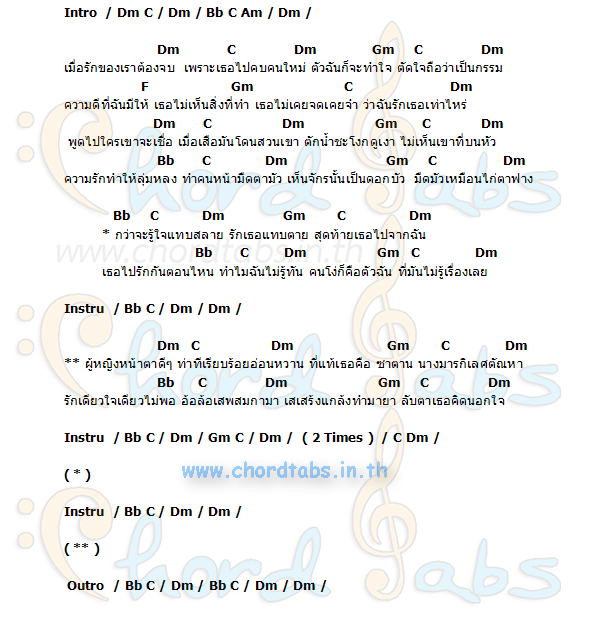 Intro / Dm C / Dm / Bb C Am / Dm /
Dm C Dm Gm C Dm
เมื่อรักของเราต้องจบ เพราะเธอไปคบคนใหม่ ตัวฉันก็จะทำใจ ตัดใจถือว่าเป็นกรรม
F Gm C Dm
ความดีที่ฉันมีให้ เธอไม่เห็นสิ่งที่ทำ เธอไม่เคยจดเคยจำ ว่าฉันรักเธอเท่าไหร่
Dm C Dm Gm C Dm
พูดไปใครเขาจะเชื่อ เมื่อเสือมันโดนสวนเขา ตักน้ำชะโงกดูเงา ไม่เห็นเขาที่บนหัว
Bb C Dm Gm C Dm
ความรักทำให้ลุ่มหลง ทำคนหน้ามืดตามัว เห็นจักรนั้นเป็นดอกบัว มืดมัวเหมือนไก่ตาฟาง
Bb C Dm Gm C Dm
* กว่าจะรู้ใจแทบสลาย รักเธอแทบตาย สุดท้ายเธอไปจากฉัน
Bb C Dm Gm C Dm
เธอไปรักกันตอนไหน ทำไมฉันไม่รู้ทัน คนโง่ก็คือตัวฉัน ที่มันไม่รู้เรื่องเลย
www.chordtabs.in.th
Instru / Bb C / Dm / Dm /
Dm C Dm Gm C Dm
** ผู้หญิงหน้าตาดีๆ ท่าทีเรียบร้อยอ่อนหวาน ที่แท้เธอคือ ซาตาน นางมารกิเลศตัณหา
Bb C Dm Gm C Dm
รักเดียวใจเดียวไม่พอ อ้อล้อเสพสมกามา เสเสร้งแกล้งทำมายา ลับตาเธอคิดนอกใจ
Instru / Bb C / Dm / Gm C / Dm / ( 2 Times ) / C Dm /
www.chordtabs.in.th
( * )
Instru / Bb C / Dm / Dm /
( ** )
Outro / Bb C / Dm / Bb C / Dm / Dm /
Chord Tabs
Chord Tabs
Chord Tabs